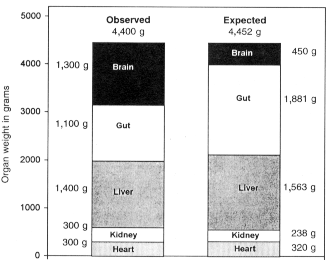 Observed
4,400 g
Expected
4,452 g
Organ weight in grams
5000
4000
3000
2000
1000
0
1,300 g
Brain
1,100 g
Gut
1,400 g
Liver
300 g
Kidney
300 g
Heart
Brain
450 g
Gut
1,881 g
Liver
1,563 g
Kidney
238 g
Heart
320 g